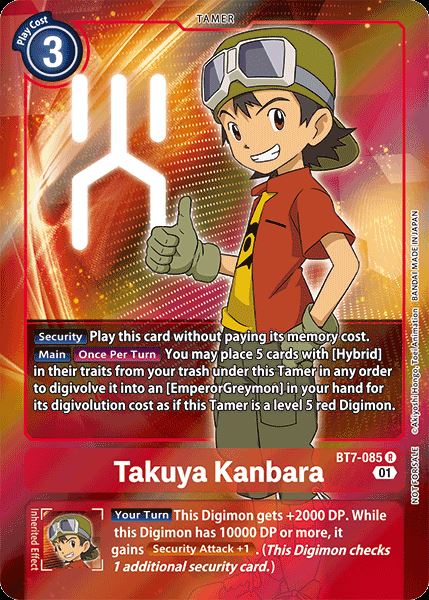 TAMER
Play Cost
3
Security Play this card without paying its memory cost.
Main Once Per Turn You may place 5 cards with [Hybrid]
in their traits from your trash under this Tamer in any order
to digivolve it into an [EmperorGreymon] in your hand for
its digivolution cost as if this Tamer is a level 5 red Digimon.
BT7-085 R
Takuya Kanbara
01
Inherited Effect
Your Turn This Digimon gets +2000 DP. While
this Digimon has 10000 DP or more, it
gains Security Attack +1. (This Digimon checks
1 additional security card.)
NOT FOR SALE ©Akiyoshi Hongo, Toei Animation BANDAI MADE IN JAPAN